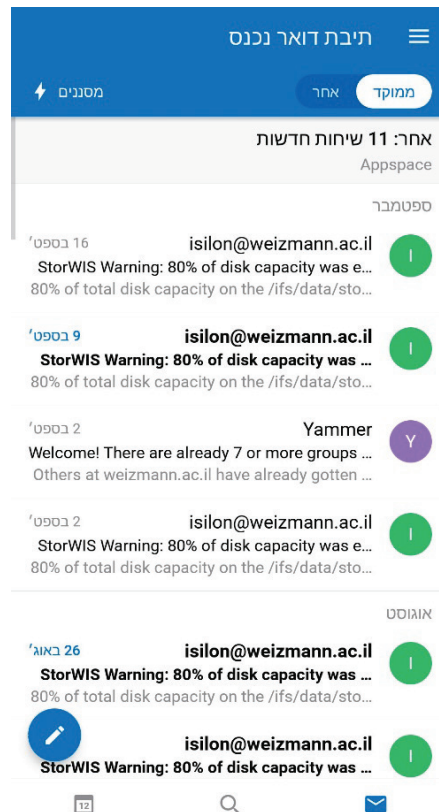 תיבת דואר נכנס
ממוקד אחר מסננים
אחר: 11 שיחות חדשות
Appspace
ספטמבר
isilon@weizmann.ac.il 16 בספט׳
I
StorWIS Warning: 80% of disk capacity was e...
80% of total disk capacity on the /ifs/data/sto...
isilon@weizmann.ac.il 9 בספט׳
I
StorWIS Warning: 80% of disk capacity was ...
80% of total disk capacity on the /ifs/data/sto...
Yammer 2 בספט׳
Y
Welcome! There are already 7 or more groups ...
Others at weizmann.ac.il have already gotten ...
isilon@weizmann.ac.il 2 בספט׳
I
StorWIS Warning: 80% of disk capacity was e...
80% of total disk capacity on the /ifs/data/sto...
אוגוסט
isilon@weizmann.ac.il 26 באוג׳
I
StorWIS Warning: 80% of disk capacity was ...
80% of total disk capacity on the /ifs/data/sto...
isilon@weizmann.ac.il
I
StorWIS Warning: 80% of disk capacity was ...
12